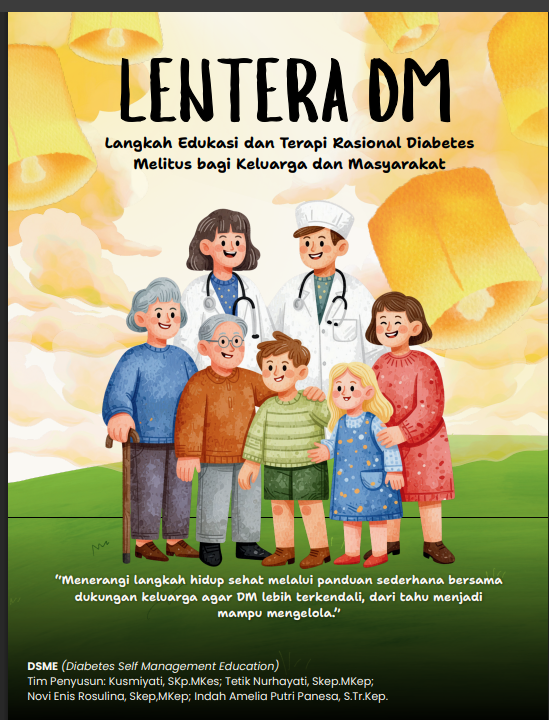 LENTERA DM
Langkah Edukasi dan Terapi Rasional Diabetes
Melitus bagi Keluarga dan Masyarakat
"Menerangi langkah hidup sehat melalui panduan sederhana bersama
dukungan keluarga agar DM lebih terkendali, dari tahu menjadi
mampu mengelola."
DSME (Diabetes Self Management Education)
Tim Penyusun: Kusmiyati, SKp.MKes; Tetik Nurhayati, Skep.MKep;
Novi Enis Rosulina, Skep,MKep; Indah Amelia Putri Panesa, S.Tr.Kep.